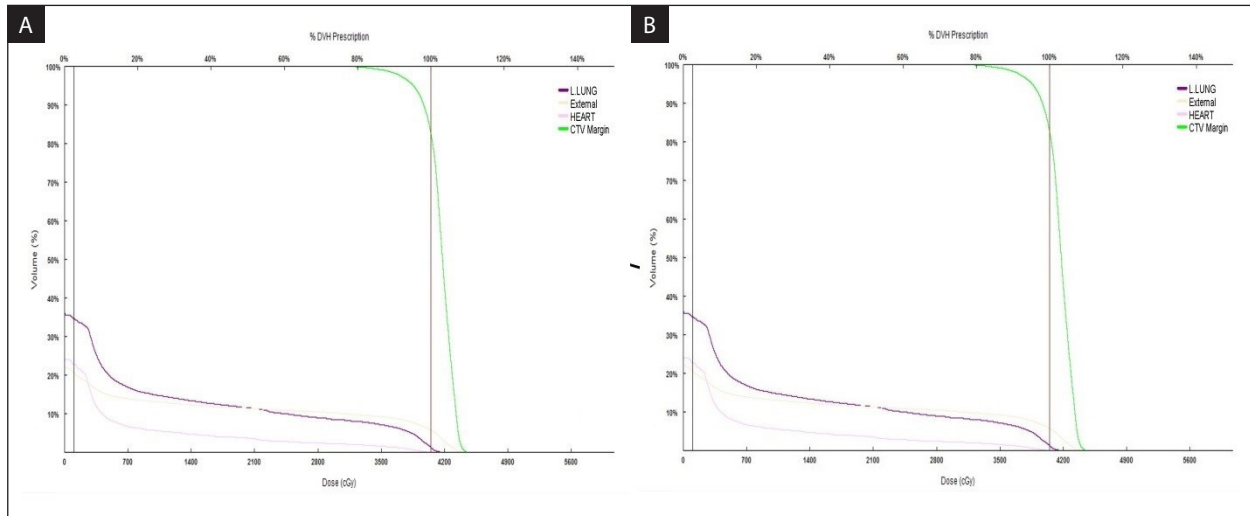 A
% DVH Prescription
0% 20% 40% 60% 80% 100% 120% 140%
100%
90%
80%
70%
60%
50%
40%
30%
20%
10%
Volume (%)
L.LUNG
External
HEART
CTV Margin
0 700 1400 2100 2800 3500 4200 4900 5600
Dose (cGy)
B
% DVH Prescription
0% 20% 40% 60% 80% 100% 120% 140%
100%
90%
80%
70%
60%
50%
40%
30%
20%
10%
Volume (%)
L.LUNG
External
HEART
CTV Margin
0 700 1400 2100 2800 3500 4200 4900 5600
Dose (cGy)